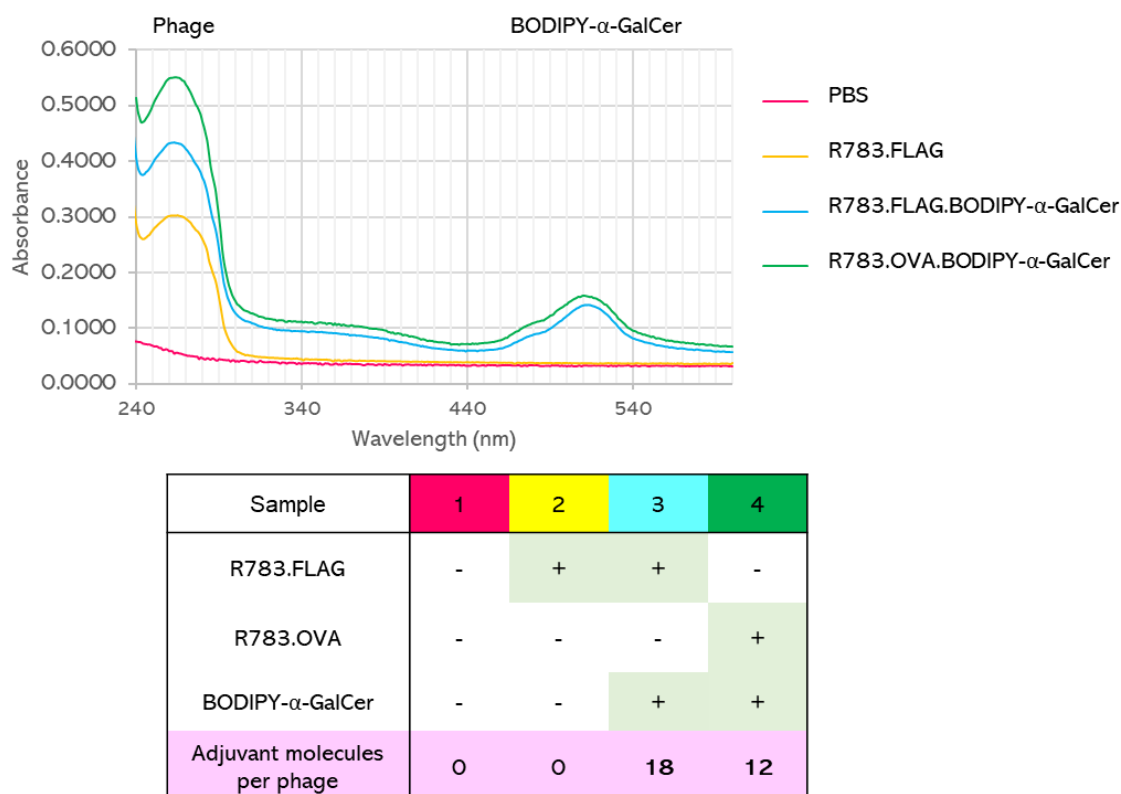 Phage BODIPY-α-GalCer
0.6000
0.5000
0.4000
0.3000
0.2000
0.1000
0.0000
Absorbance
240 340 440 540
Wavelength (nm)
PBS
R783.FLAG
R783.FLAG.BODIPY-α-GalCer
R783.OVA.BODIPY-α-GalCer
Sample 1 2 3 4
R783.FLAG - + + -
R783.OVA - - - +
BODIPY-α-GalCer - - + +
Adjuvant molecules
per phage 0 0 18 12